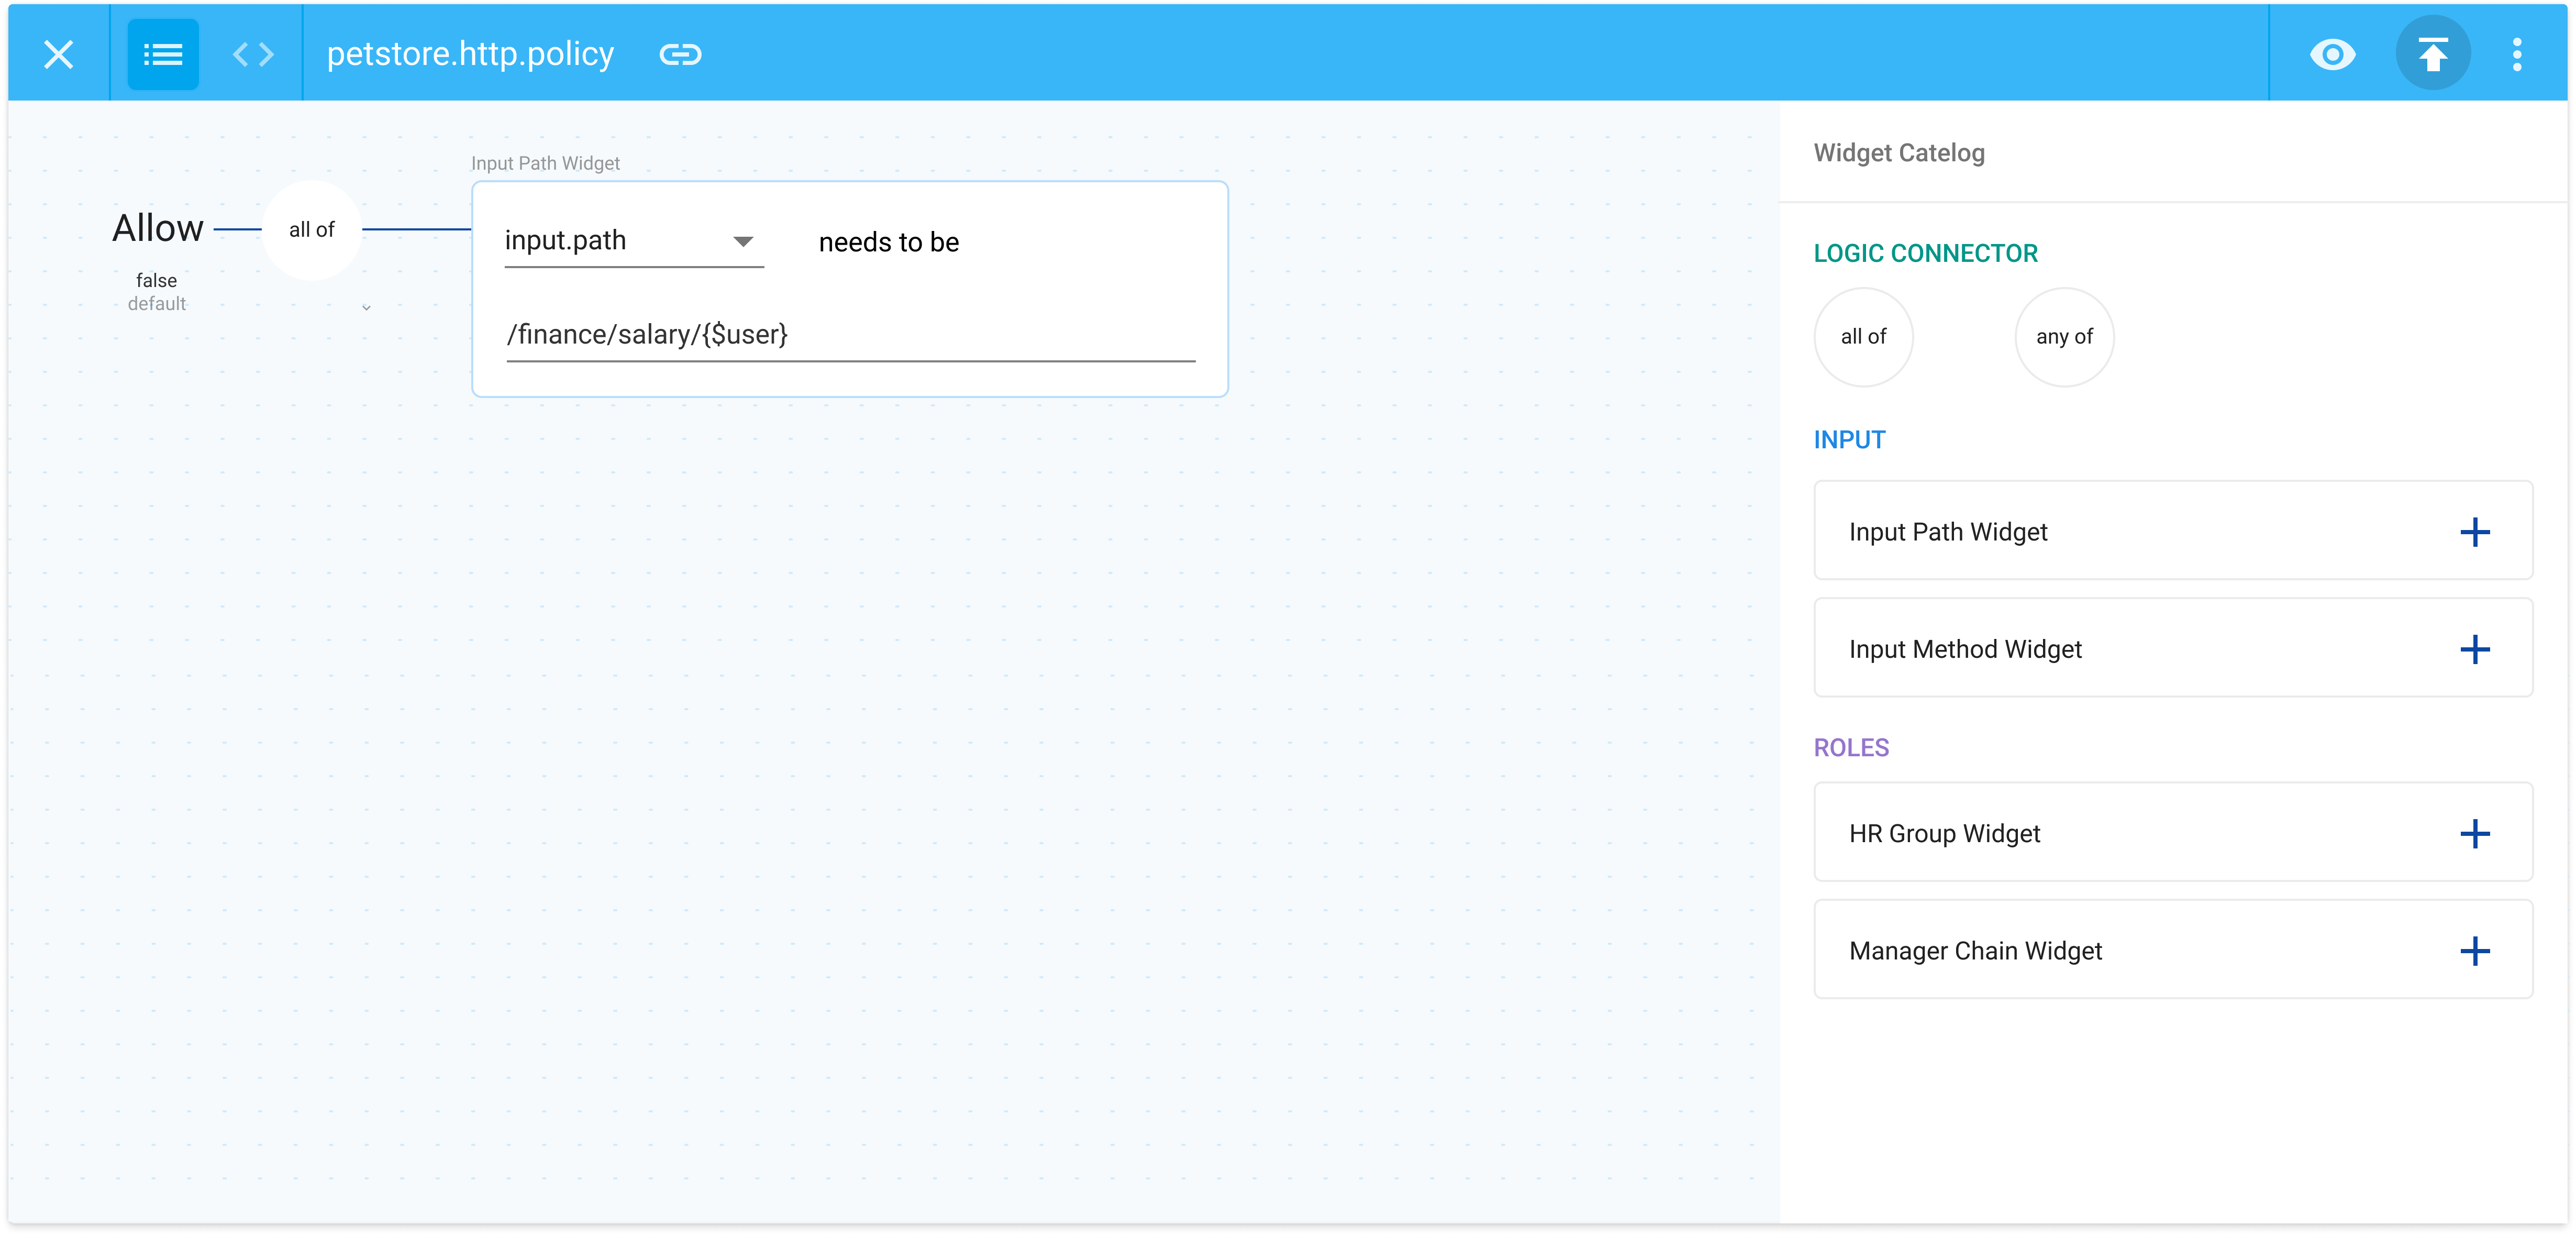 petstore.http.policy
Input Path Widget
Allow
all of
false
default
input.path
needs to be
/finance/salary/{$user}
Widget Catelog
LOGIC CONNECTOR
all of
any of
INPUT
Input Path Widget
Input Method Widget
ROLES
HR Group Widget
Manager Chain Widget